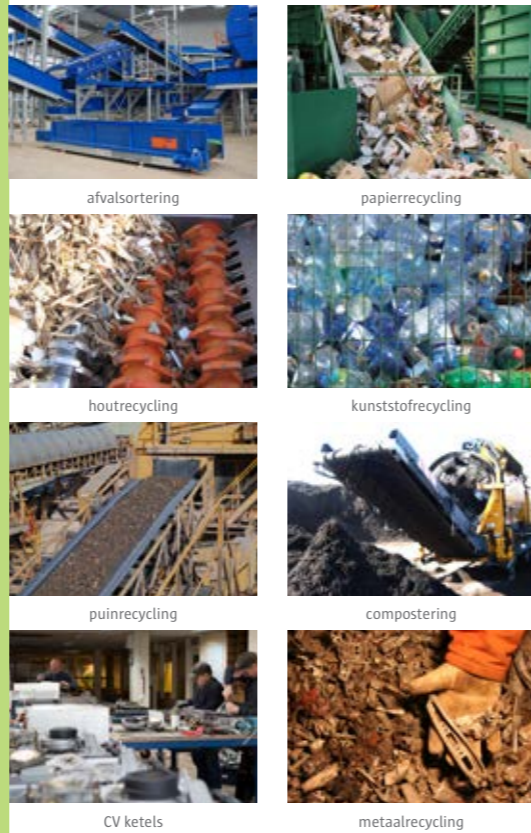 afvalsortering
papierrecycling
houtrecycling
kunststofrecycling
puinrecycling
compostering
CV ketels
metaalrecycling